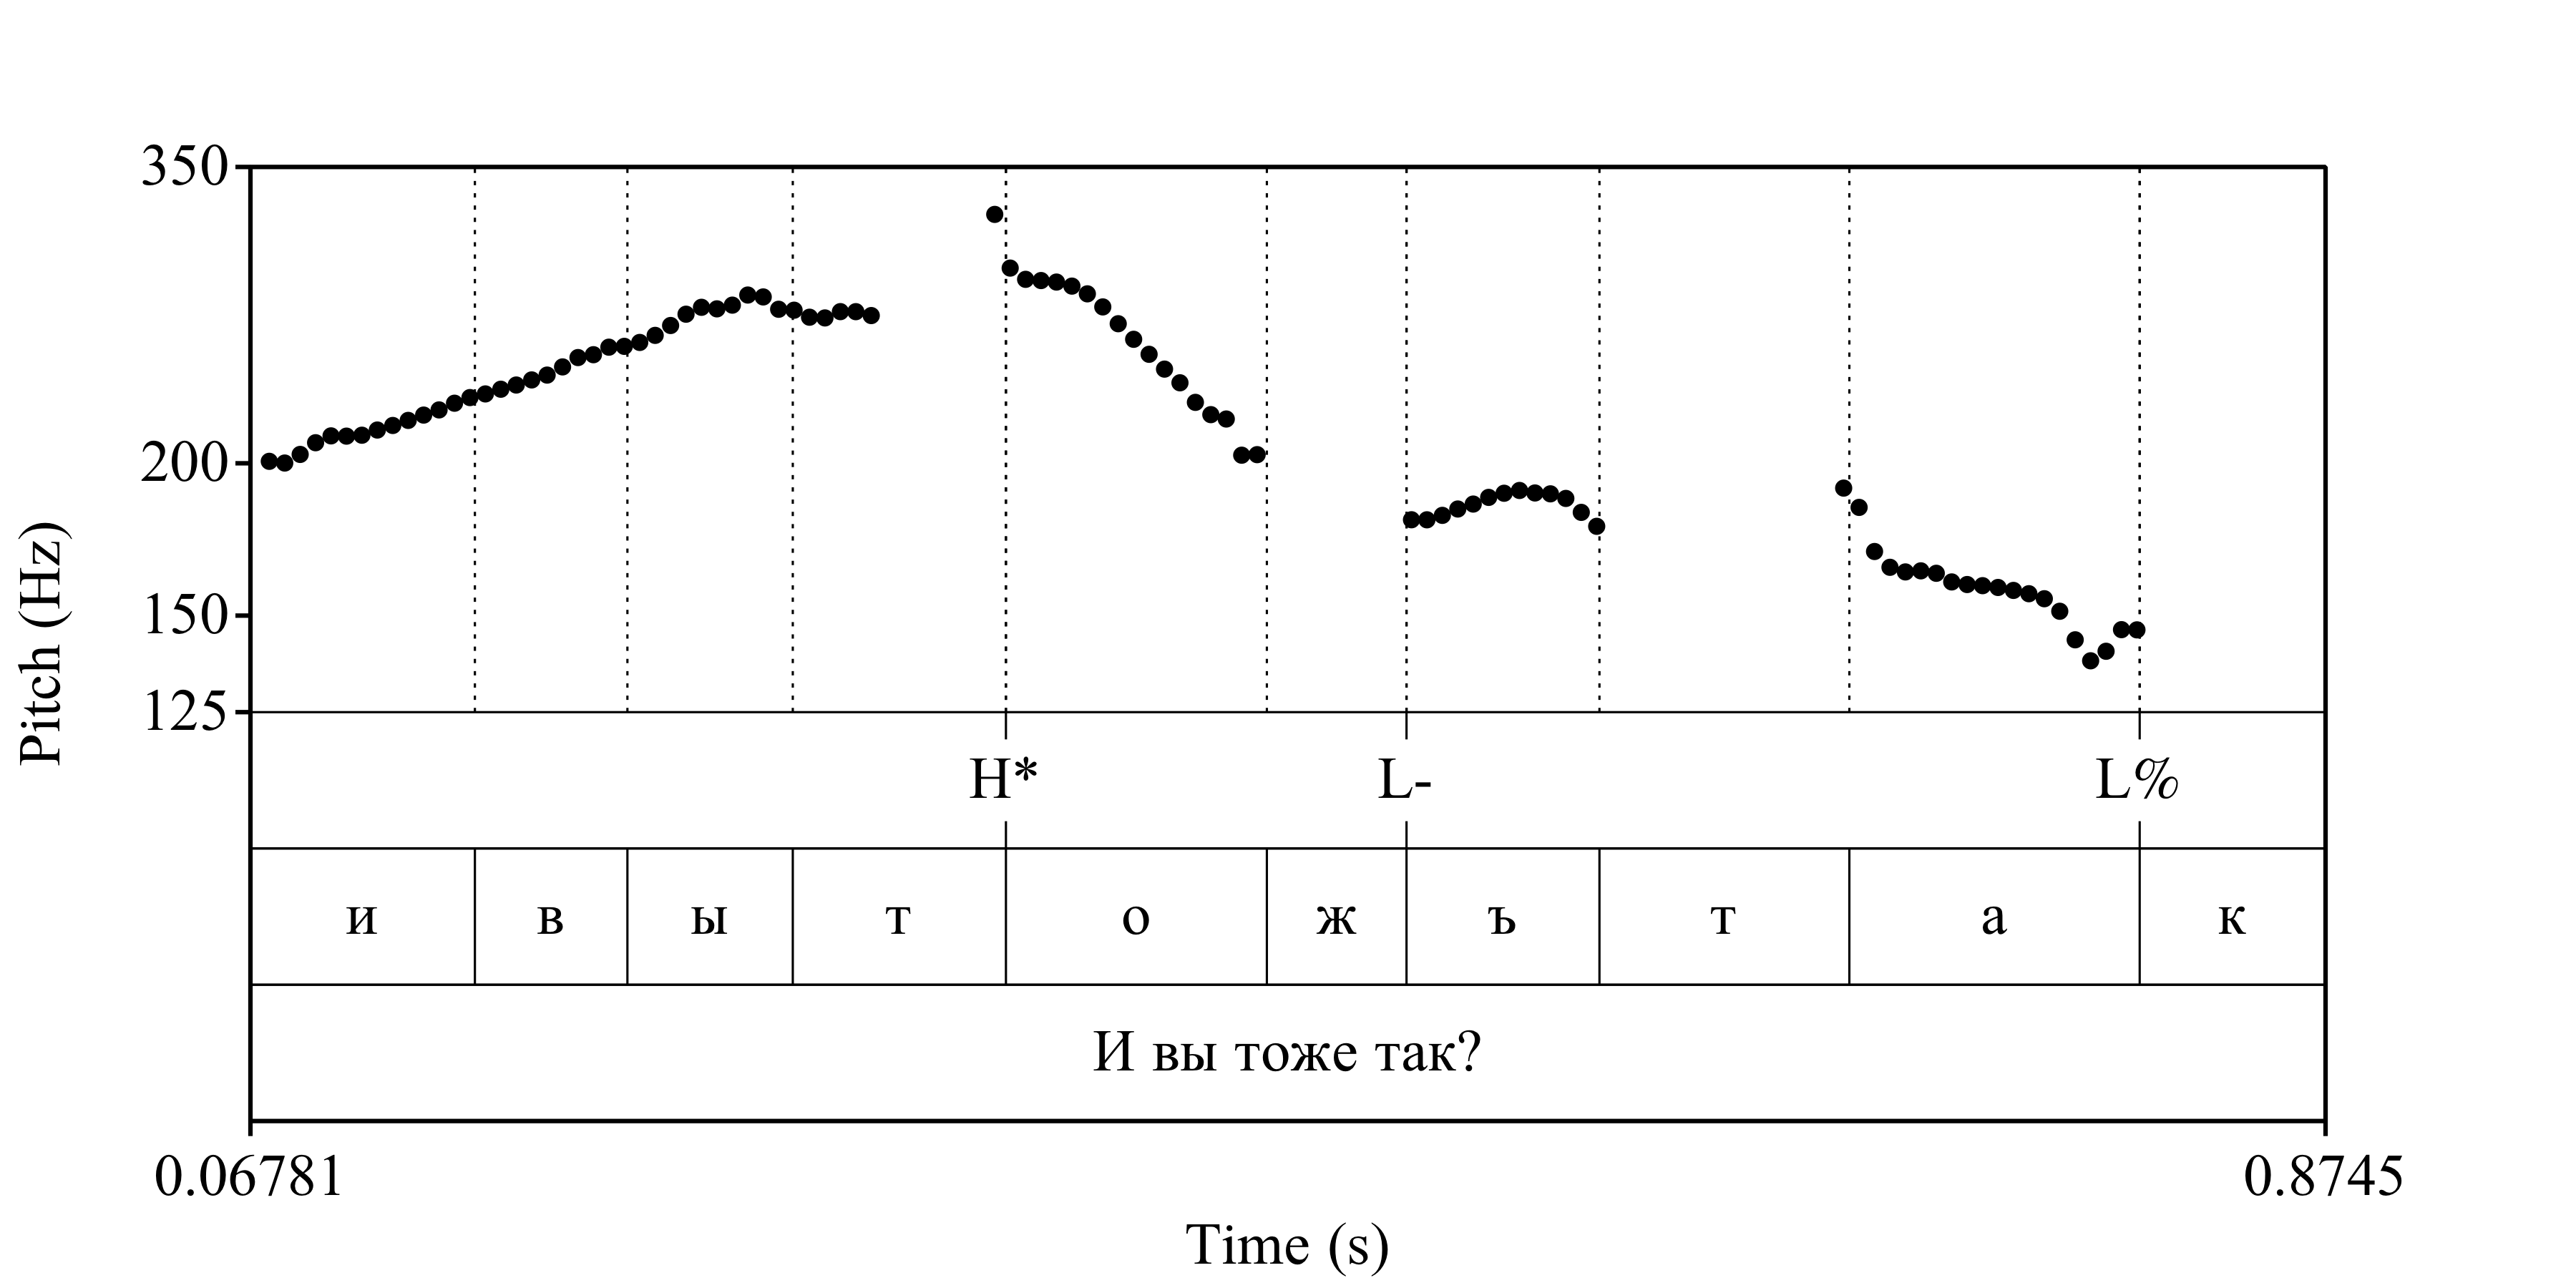 350
200
150
125
Pitch (Hz)
H* L- L%
и в ы т о ж ъ т а к
И вы тоже так?
0.06781 0.8745
Time (s)